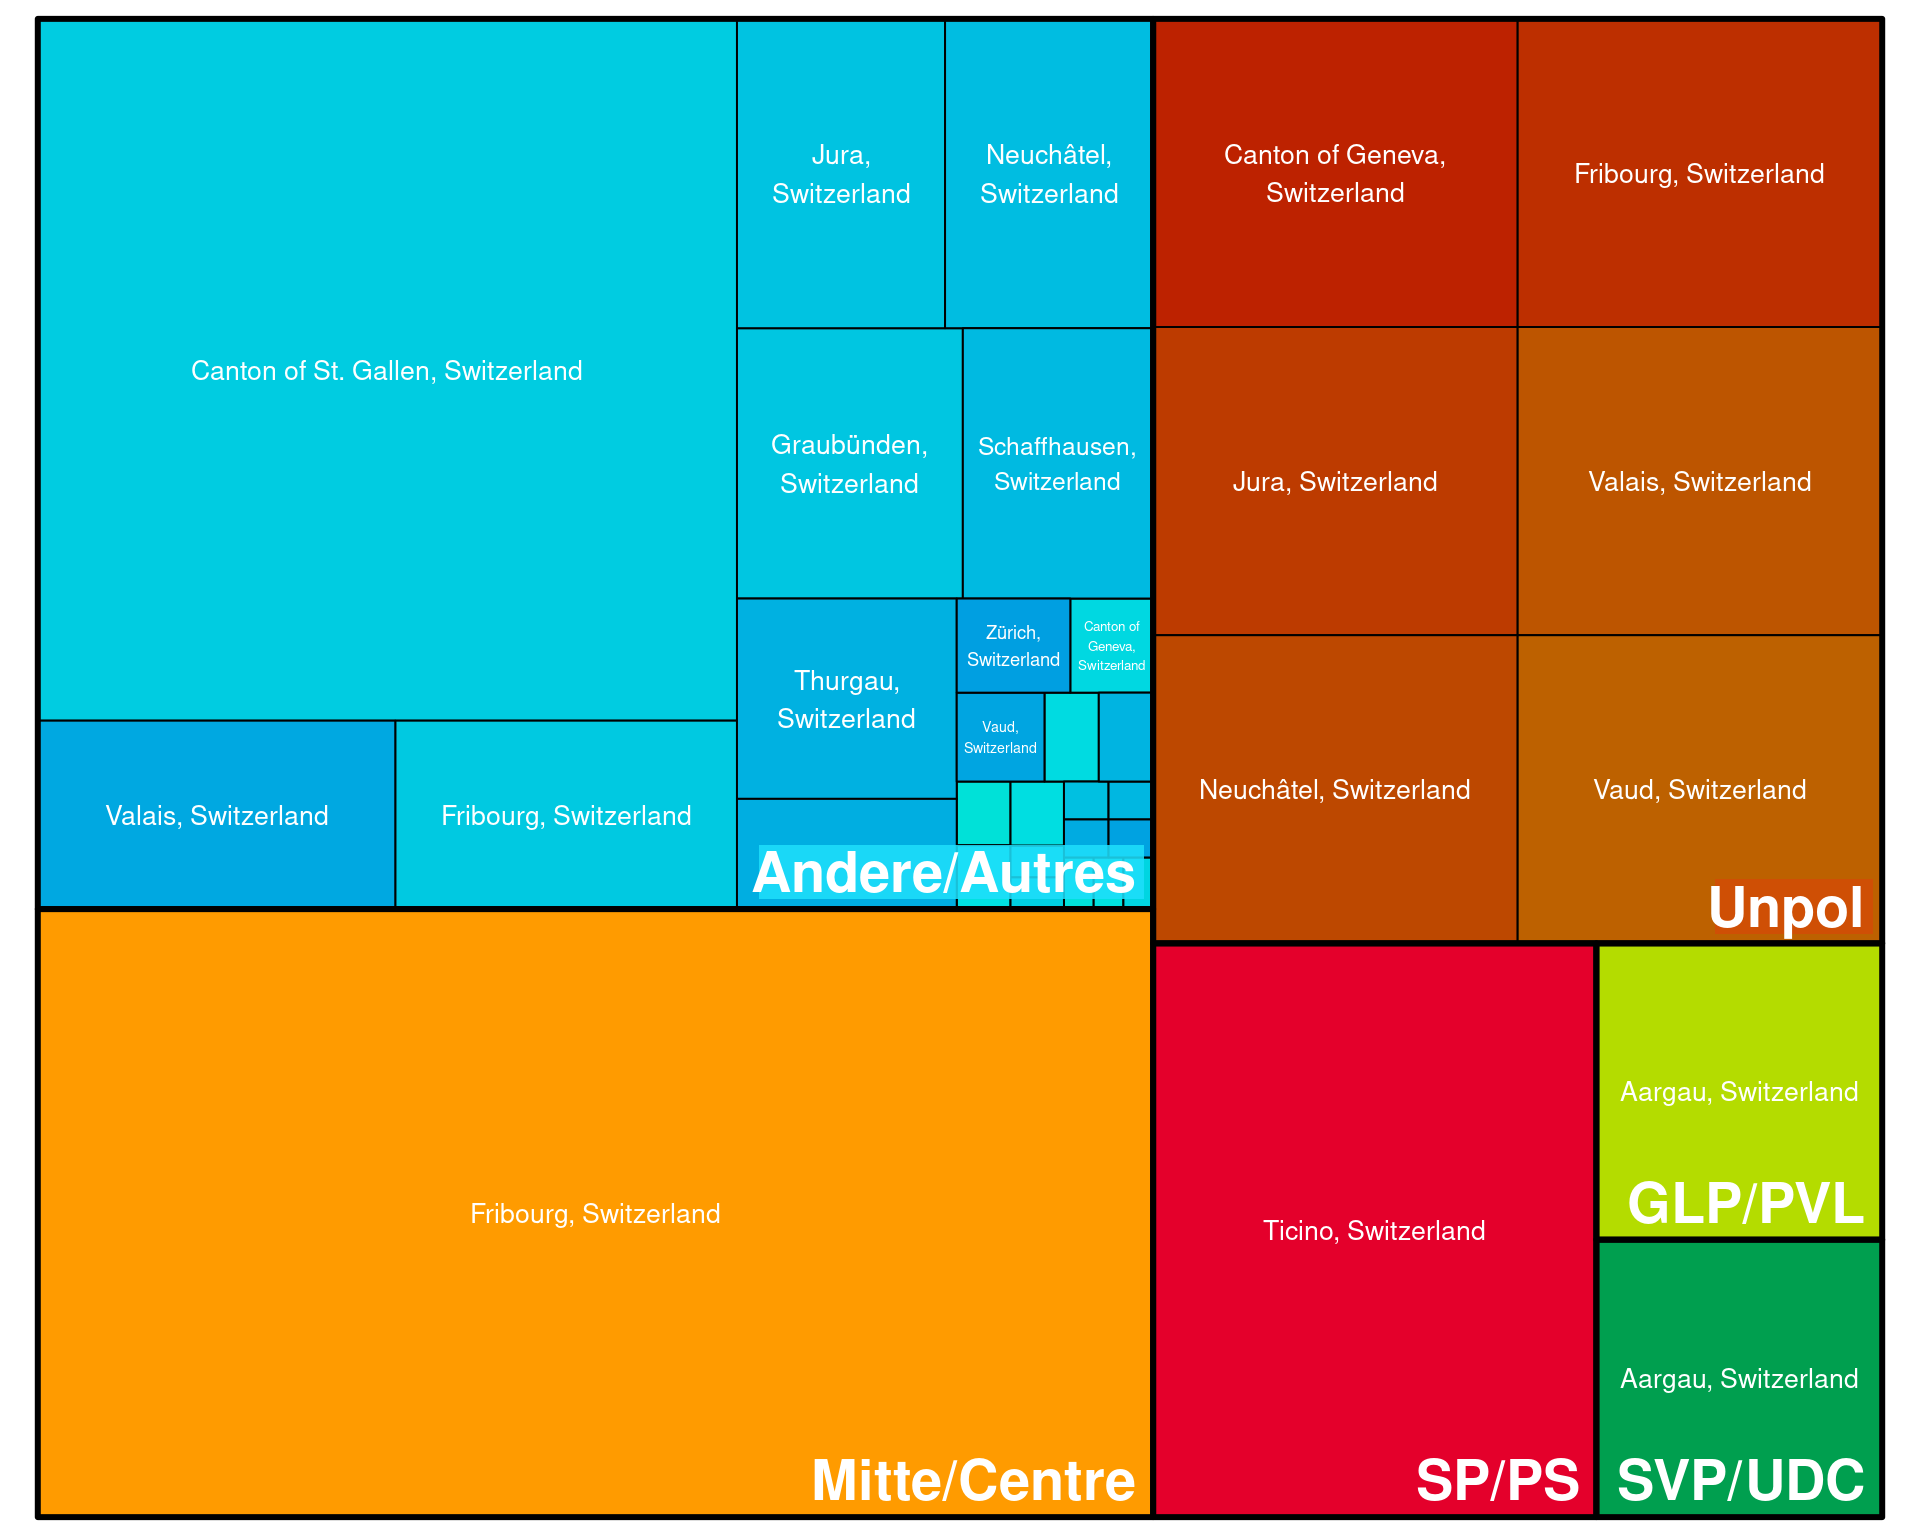 Canton of St. Gallen, Switzerland
Valais, Switzerland
Fribourg, Switzerland
Jura,
Switzerland
Neuchâtel,
Switzerland
Graubünden,
Switzerland
Schaffhausen,
Switzerland
Thurgau,
Switzerland
Zürich,
Switzerland
Canton of
Geneva,
Switzerland
Vaud,
Switzerland
Andere/Autres
Canton of Geneva,
Switzerland
Fribourg, Switzerland
Jura, Switzerland
Valais, Switzerland
Neuchâtel, Switzerland
Vaud, Switzerland
Unpol
Fribourg, Switzerland
Mitte/Centre
Ticino, Switzerland
SP/PS
Aargau, Switzerland
GLP/PVL
Aargau, Switzerland
SVP/UDC